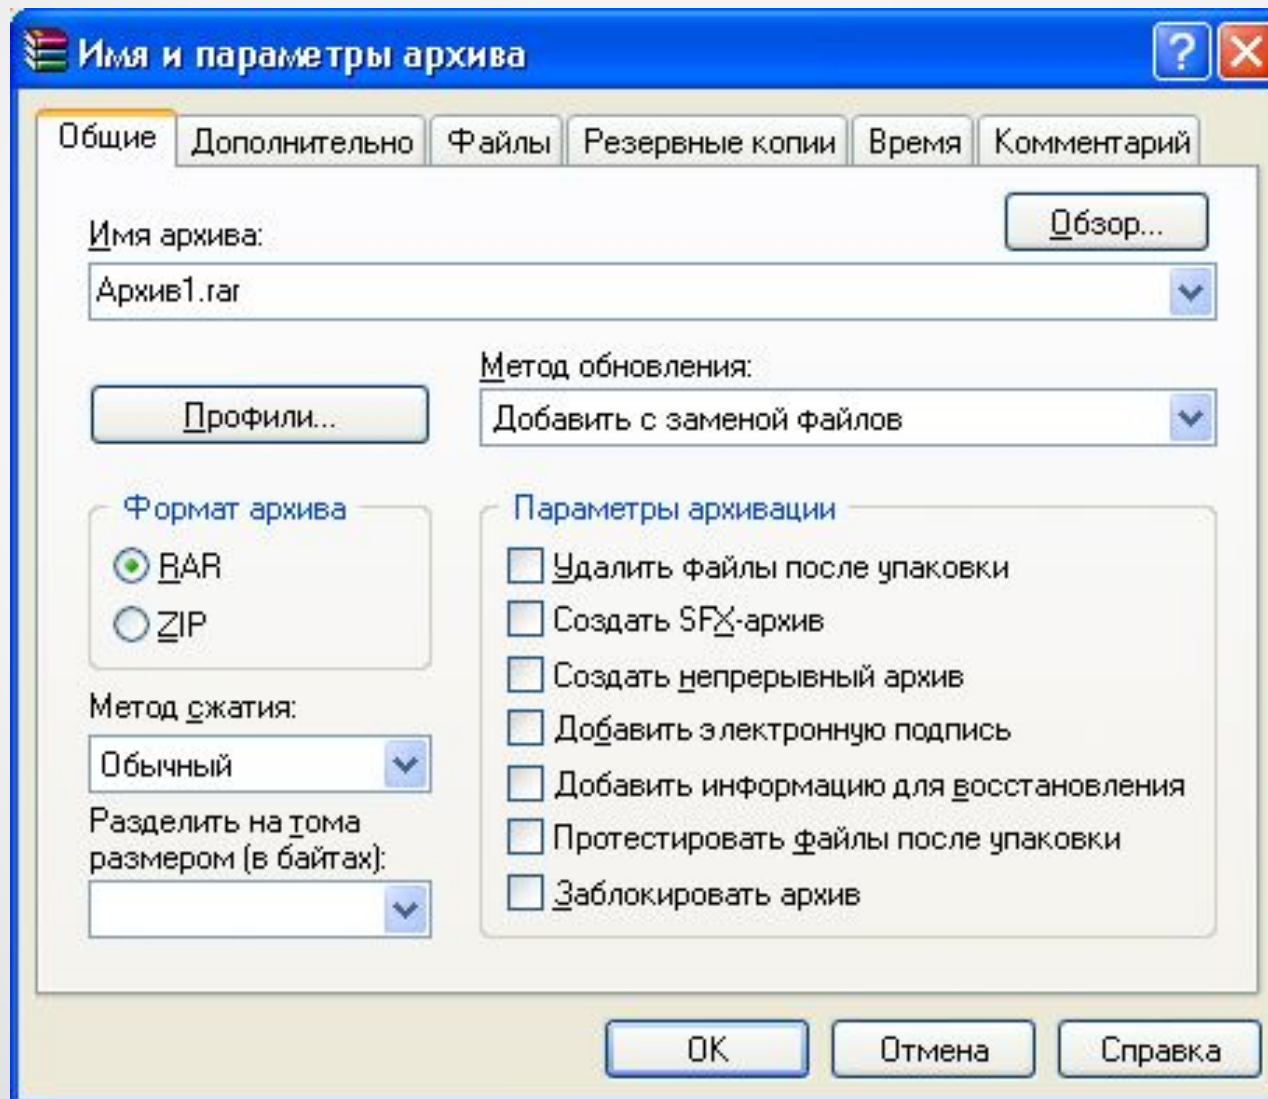 Имя и параметры архива
Общие
Дополнительно
Файлы
Резервные копии
Время
Комментарий
Имя архива:
Обзор...
Архив1.rar
Метод обновления:
Профили...
Добавить с заменой файлов
Формат архива
RAR
ZIP
Метод сжатия:
Обычный
Разделить на тома
размером (в байтах):
Параметры архивации
Удалить файлы после упаковки
Создать SFX-архив
Создать непрерывный архив
Добавить электронную подпись
Добавить информацию для восстановления
Протестировать файлы после упаковки
Заблокировать архив
OK
Отмена
Справка